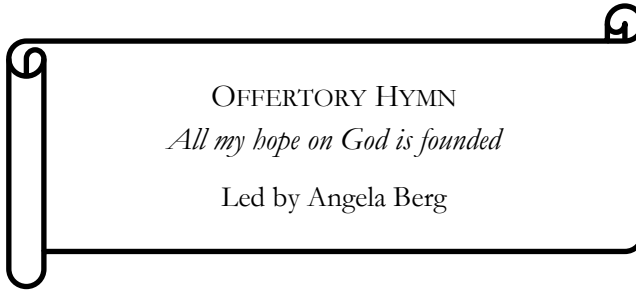 OFFERTORY HYMN
All my hope on God is founded
Led by Angela Berg